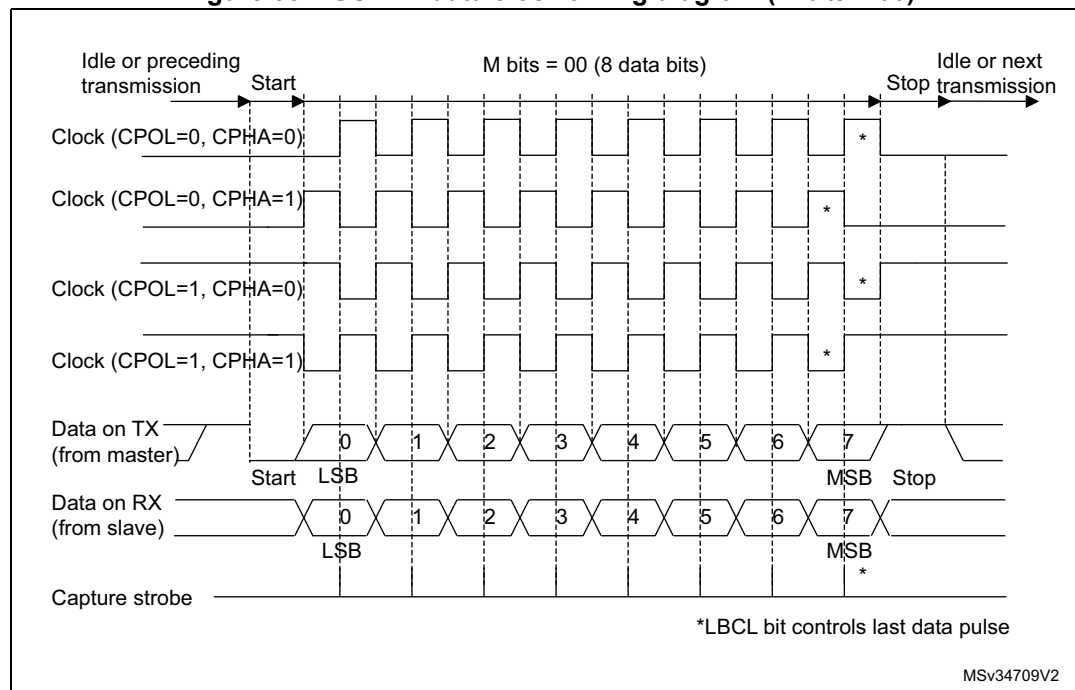 Idle or preceding
transmission
Start
M bits = 00 (8 data bits)
Stop
Idle or next
transmission
Clock (CPOL=0, CPHA=0)
*
Clock (CPOL=0, CPHA=1)
*
Clock (CPOL=1, CPHA=0)
*
Clock (CPOL=1, CPHA=1)
*
Data on TX
(from master)
0 1 2 3 4 5 6 7
Start LSB MSB Stop
Data on RX
(from slave)
0 1 2 3 4 5 6 7
LSB MSB
*
Capture strobe
*LBCL bit controls last data pulse
MSv34709V2